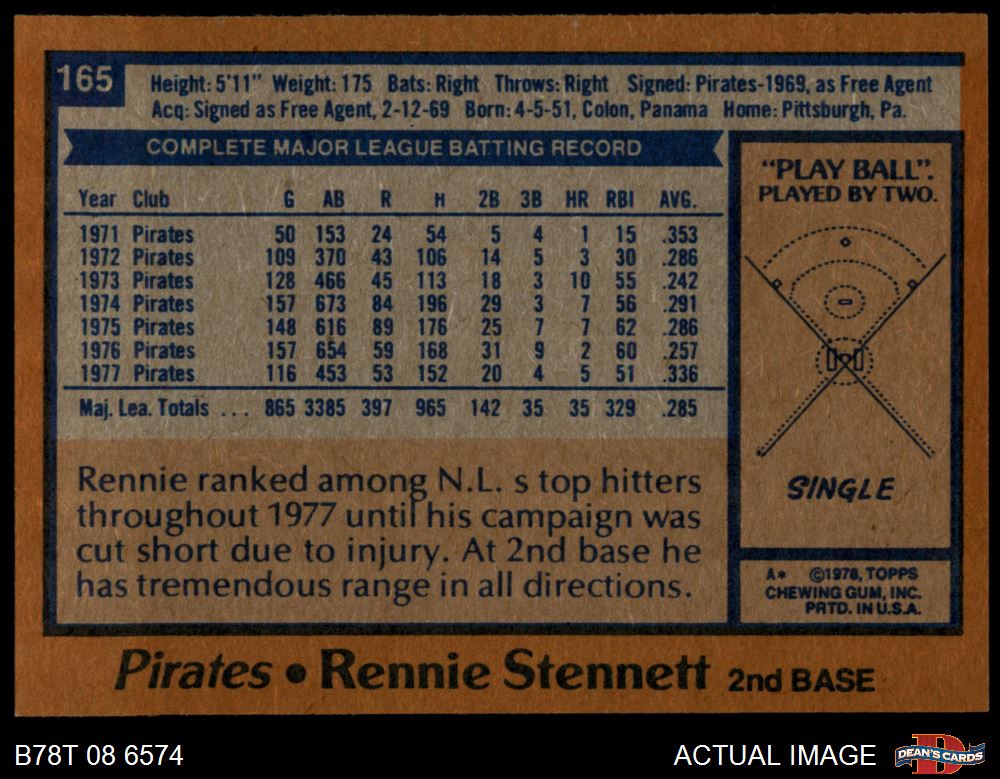 165
Height: 5'11" Weight: 175 Bats: Right Throws: Right Signed: Pirates-1969, as Free Agent
Acq: Signed as Free Agent, 2-12-69 Born: 4-5-51, Colon, Panama Home: Pittsburgh, Pa.
COMPLETE MAJOR LEAGUE BATTING RECORD
Year Club G AB R H 2B 3B HR RBI AVG.
1971 Pirates 50 153 24 54 5 4 1 15 .353
1972 Pirates 109 370 43 106 14 5 3 30 .286
1973 Pirates 128 466 45 113 18 3 10 55 .242
1974 Pirates 157 673 84 196 29 3 7 56 .291
1975 Pirates 148 616 89 176 25 7 7 62 .286
1976 Pirates 157 654 59 168 31 9 2 60 .257
1977 Pirates 116 453 53 152 20 4 5 51 .336
Maj. Lea. Totals ... 865 3385 397 965 142 35 35 329 .285
Rennie ranked among N.L. s top hitters
throughout 1977 until his campaign was
cut short due to injury. At 2nd base he
has tremendous range in all directions.
"PLAY BALL".
PLAYED BY TWO.
SINGLE
A* ©1978, TOPPS
CHEWING GUM, INC.
PRTD. IN U.S.A.
Pirates • Rennie Stennett 2nd BASE
B78T 08 6574
ACTUAL IMAGE
DEAN'S CARDS